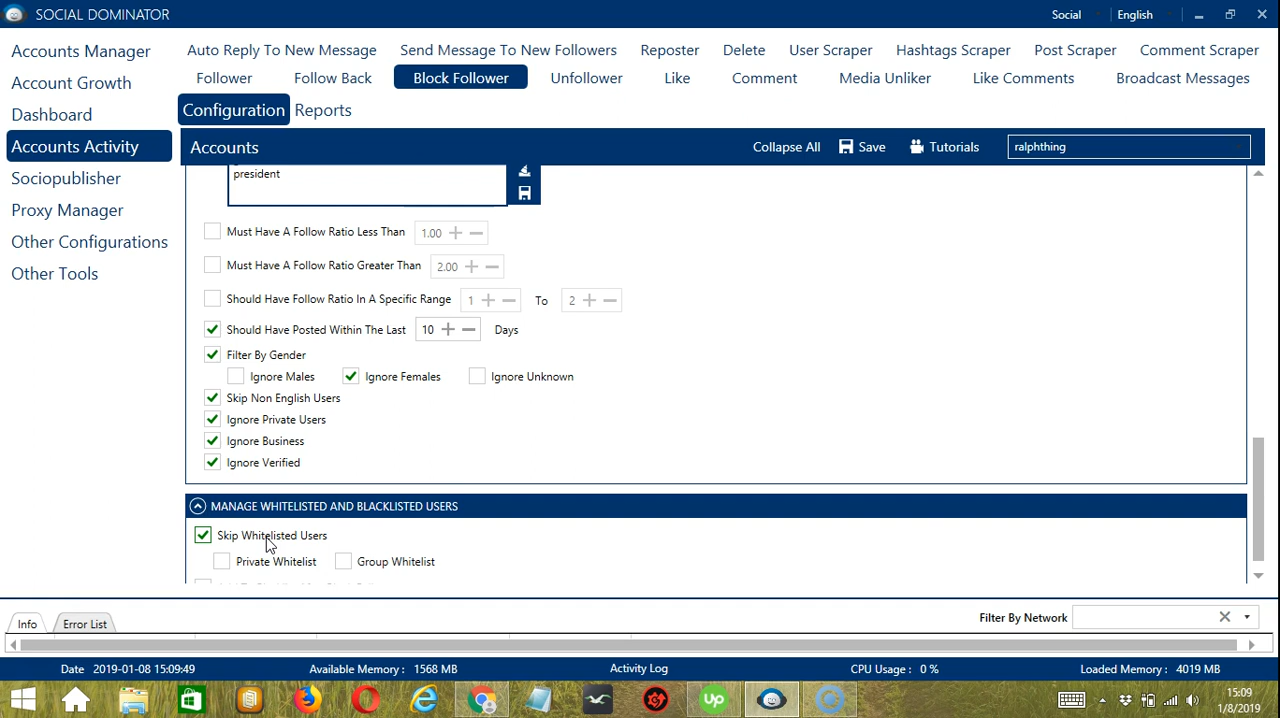 SOCIAL DOMINATOR
Social
English
Accounts Manager
Account Growth
Dashboard
Accounts Activity
Sociopublisher
Proxy Manager
Other Configurations
Other Tools
Auto Reply To New Message Send Message To New Followers Reposter Delete User Scraper Hashtags Scraper Post Scraper Comment Scraper
Follower Follow Back Block Follower Unfollower Like Comment Media Unliker Like Comments Broadcast Messages
Configuration Reports
Accounts Collapse All Save Tutorials ralphthing
president
Must Have A Follow Ratio Less Than 1.00
Must Have A Follow Ratio Greater Than 2.00
Should Have Follow Ratio In A Specific Range 1 To 2
Should Have Posted Within The Last 10 Days
Filter By Gender
Ignore Males Ignore Females Ignore Unknown
Skip Non English Users
Ignore Private Users
Ignore Business
Ignore Verified
MANAGE WHITELISTED AND BLACKLISTED USERS
Skip Whitelisted Users
Private Whitelist Group Whitelist
Info Error List Filter By Network
Date 2019-01-08 15:09:49 Available Memory : 1568 MB Activity Log CPU Usage : 0 % Loaded Memory : 4019 MB
up
15:09
1/8/2019